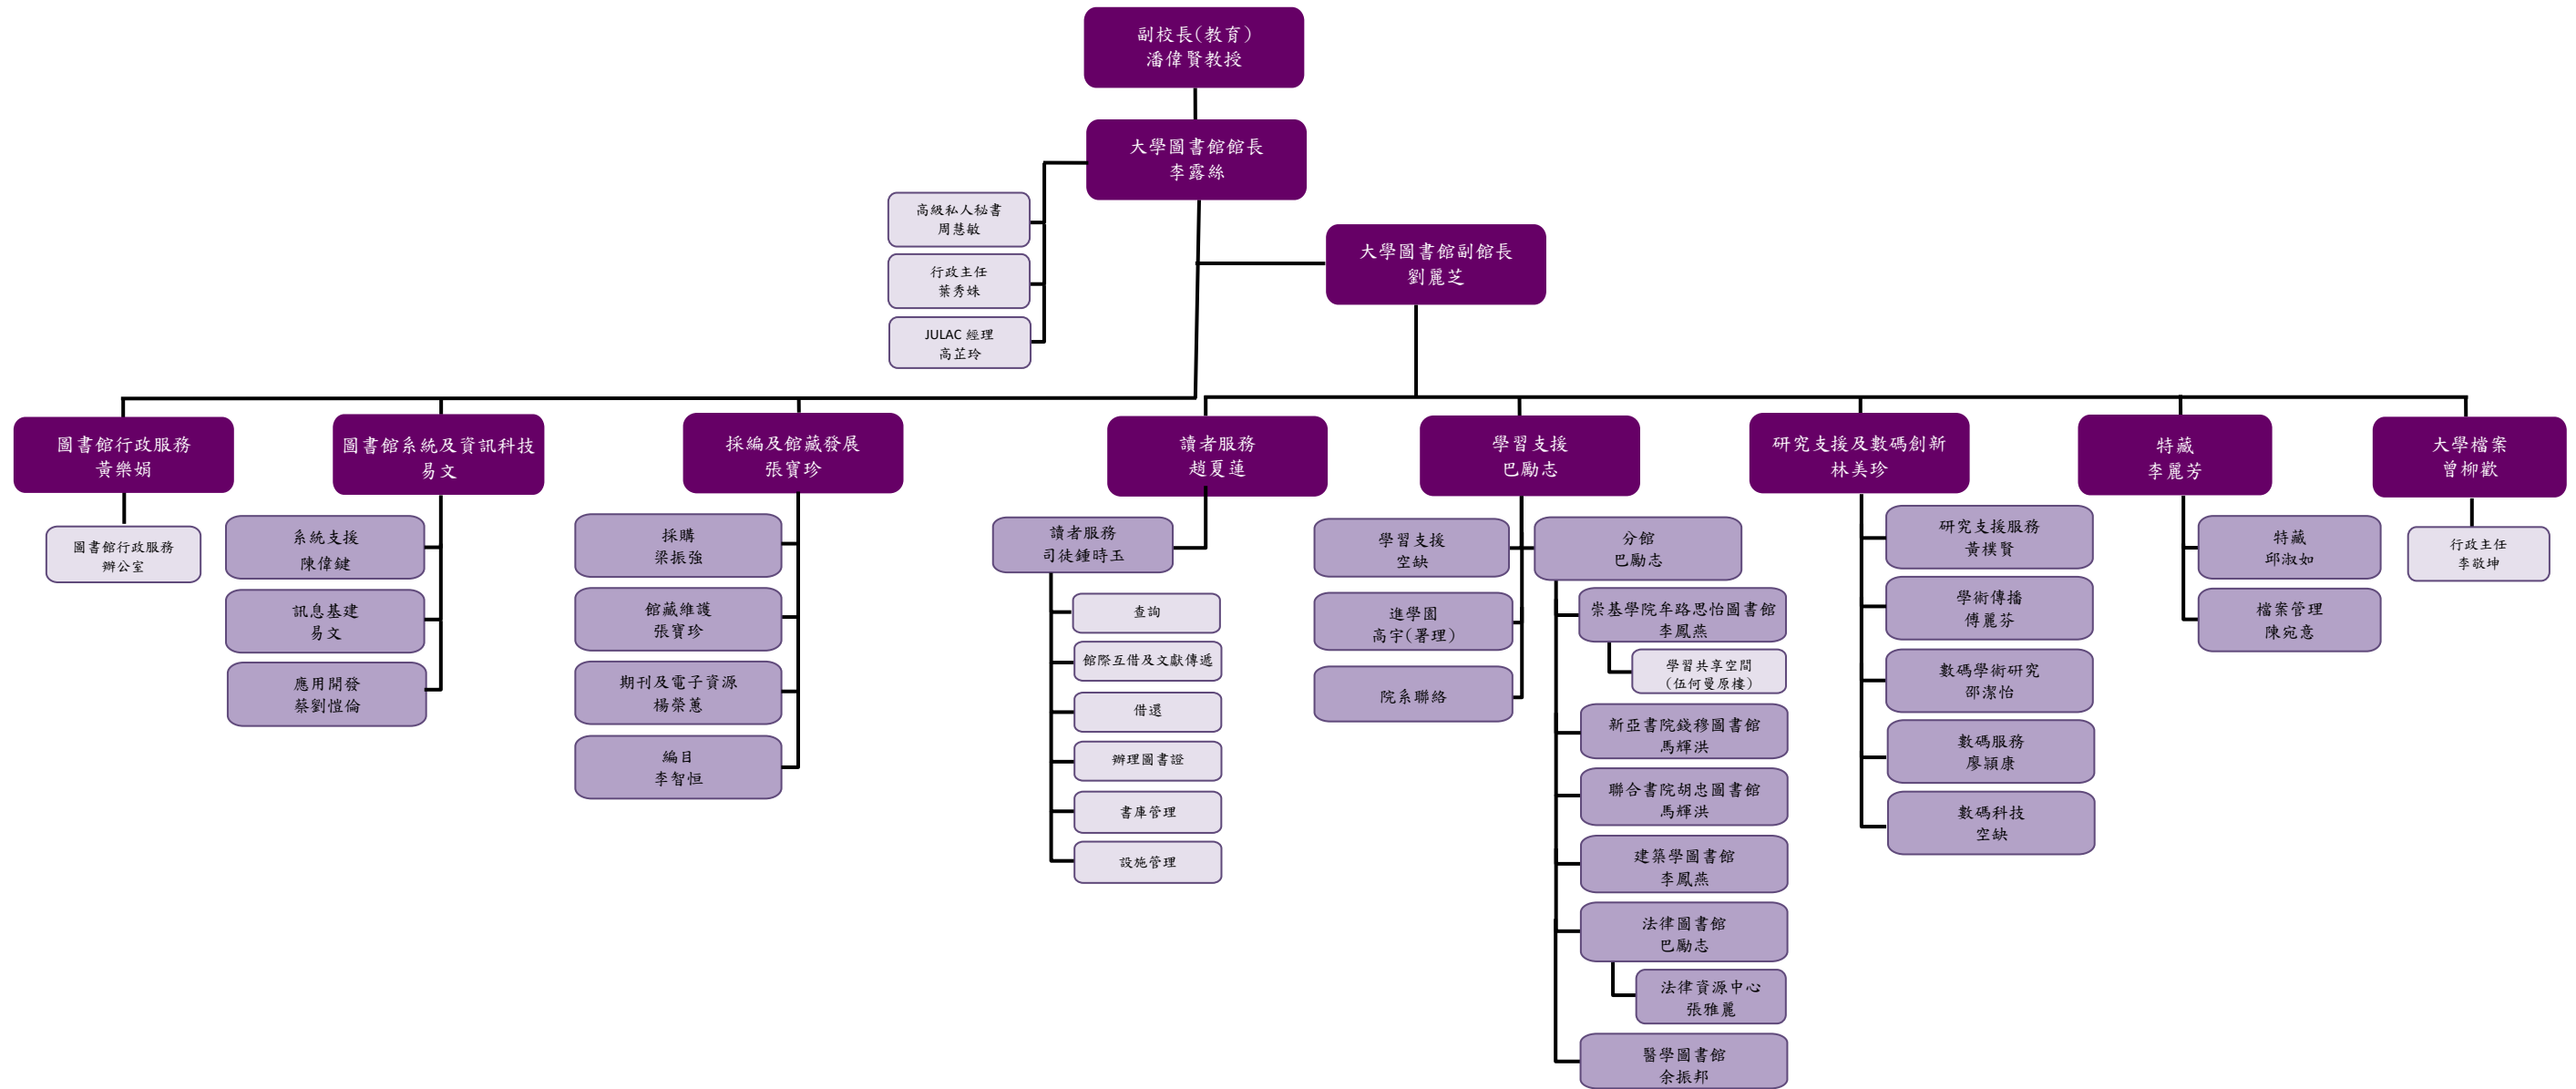 副校長(教育)
潘偉賢教授
大學圖書館館長
李露絲
高級私人秘書
周慧敏
行政主任
葉秀姝
JULAC 經理
高芷玲
大學圖書館副館長
劉麗芝
圖書館行政服務
黃樂娟
圖書館行政服務
辦公室
圖書館系統及資訊科技
易文
系統支援
陳偉鍵
訊息基建
易文
應用開發
蔡劉愷倫
採編及館藏發展
張寶珍
採購
梁振強
館藏維護
張寶珍
期刊及電子資源
楊榮蕙
編目
李智恒
讀者服務
趙夏蓮
讀者服務
司徒鍾時玉
查詢
館際互借及文獻傳遞
借還
辦理圖書證
書庫管理
設施管理
學習支援
巴勵志
學習支援
空缺
進學園
高宇(署理)
院系聯絡
分館
巴勵志
崇基學院牟路思怡圖書館
李鳳燕
學習共享空間
(伍何曼原樓)
新亞書院錢穆圖書館
馬輝洪
聯合書院胡忠圖書館
馬輝洪
建築學圖書館
李鳳燕
法律圖書館
巴勵志
法律資源中心
張雅麗
醫學圖書館
余振邦
研究支援及數碼創新
林美珍
研究支援服務
黃樸賢
學術傳播
傅麗芬
數碼學術研究
邵潔怡
數碼服務
廖潁康
數碼科技
空缺
特藏
李麗芳
特藏
邱淑如
檔案管理
陳宛意
大學檔案
曾柳歡
行政主任
李敬坤